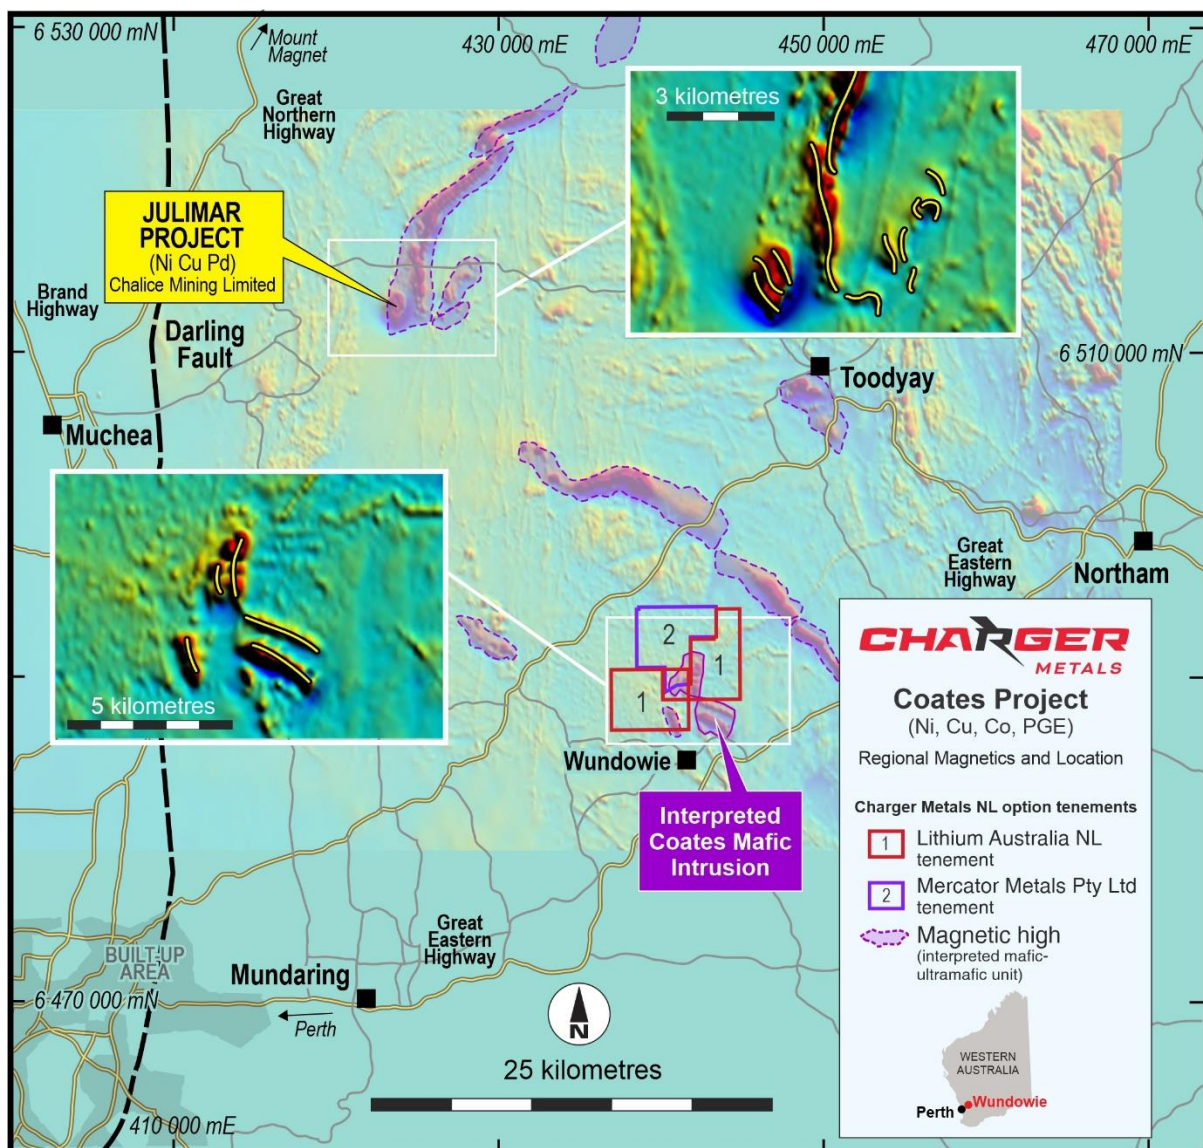 6 530 000 mN
Mount
Magnet
430 000 mE
450 000 mE
470 000 mE
Great
Northern
Highway
3 kilometres
JULIMAR
PROJECT
(Ni Cu Pd)
Chalice Mining Limited
Brand
Highway
Darling
Fault
6 510 000 mN
Toodyay
Muchea
Great
Eastern
Highway
Northam
5 kilometres
2
1
1
Wundowie
Interpreted
Coates Mafic
Intrusion
CHARGER
METALS
Coates Project
(Ni, Cu, Co, PGE)
Regional Magnetics and Location
Charger Metals NL option tenements
1
Lithium Australia NL
tenement
2
Mercator Metals Pty Ltd
tenement
Magnetic high
(interpreted mafic-
ultramafic unit)
WESTERN
AUSTRALIA
Perth
Wundowie
BUILT-UP
AREA
Mundaring
Great
Eastern
Highway
6 470 000 mN
Perth
N
25 kilometres
410 000 mE